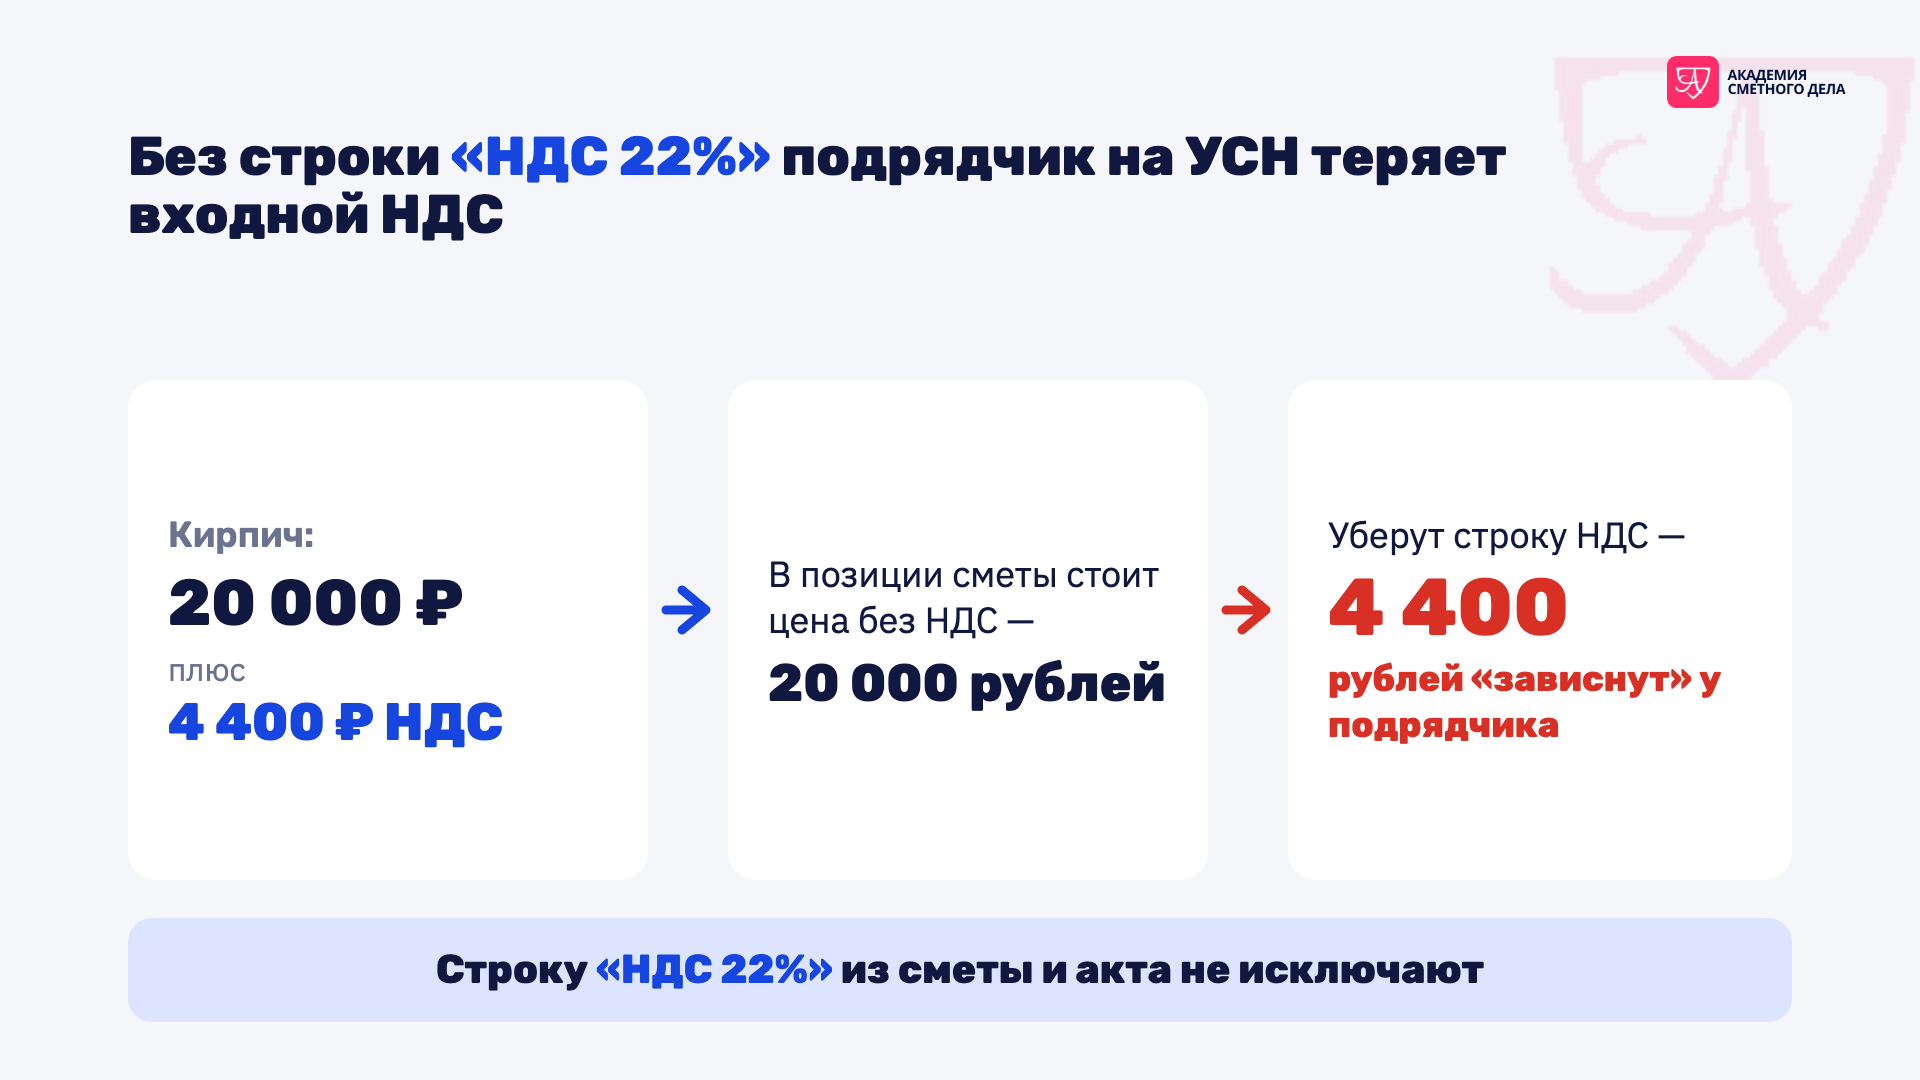 АКАДЕМИЯ
СМЕТНОГО ДЕЛА
Без строки «НДС 22%» подрядчик на УСН теряет
входной НДС
Кирпич:
20 000 ₽
плюс
4 400 ₽ НДС
В позиции сметы стоит
цена без НДС —
20 000 рублей
Уберут строку НДС —
4 400
рублей «зависнут» у
подрядчика
Строку «НДС 22%» из сметы и акта не исключают